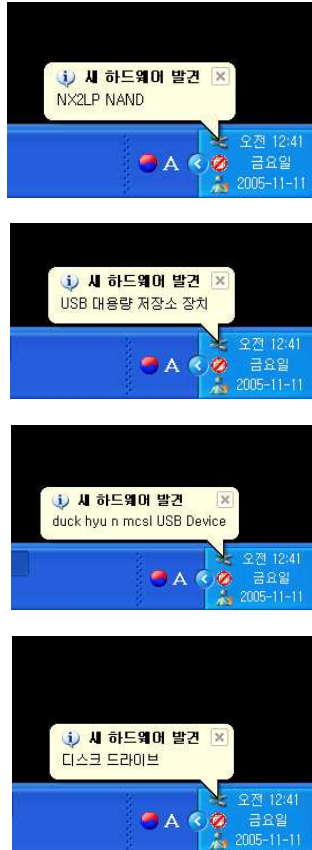 새 하드웨어 발견
NX2LP NAND
오전 12:41
A 금요일
2005-11-11
새 하드웨어 발견
USB 대용량 저장소 장치
오전 12:41
A 금요일
2005-11-11
새 하드웨어 발견
duck hyu n mcsl USB Device
오전 12:41
A 금요일
2005-11-11
새 하드웨어 발견
디스크 드라이브
오전 12:41
A 금요일
2005-11-11